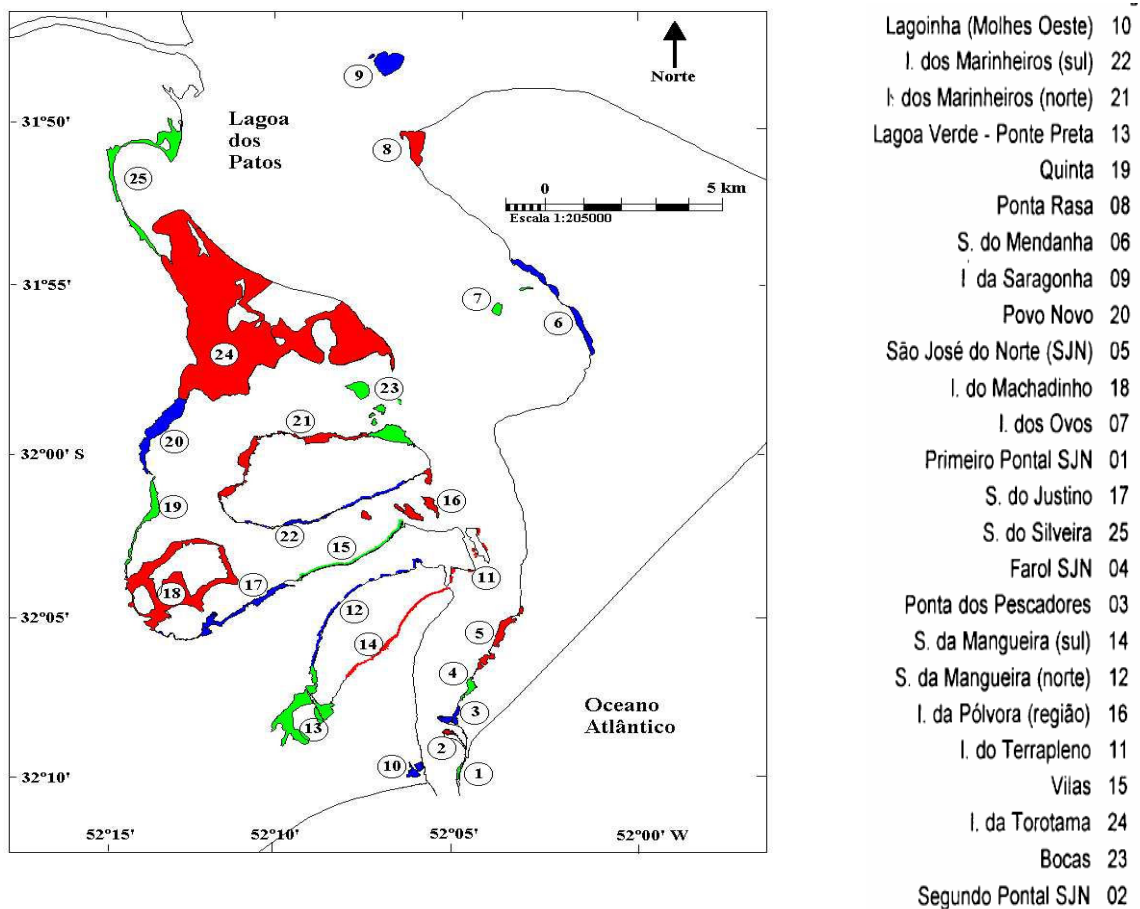 Norte
Lagoa
dos
Patos
9
8
25
0 5 km
Escala 1:205000
7
6
24
23
21
20
16
19
22
15
17
11
18
12
14
5
4
3
13
2
10
1
Oceano
Atlântico
31°50'
31°55'
32°00' S
32°05'
32°10'
52°15' 52°10' 52°05' 52°00' W
Lagoinha (Molhes Oeste) 10
I. dos Marinheiros (sul) 22
I. dos Marinheiros (norte) 21
Lagoa Verde - Ponte Preta 13
Quinta 19
Ponta Rasa 08
S. do Mendanha 06
I da Saragonha 09
Povo Novo 20
São José do Norte (SJN) 05
I. do Machadinho 18
I. dos Ovos 07
Primeiro Pontal SJN 01
S. do Justino 17
S. do Silveira 25
Farol SJN 04
Ponta dos Pescadores 03
S. da Mangueira (sul) 14
S. da Mangueira (norte) 12
I. da Pólvora (região) 16
I. do Terrapleno 11
Vilas 15
I. da Torotama 24
Bocas 23
Segundo Pontal SJN 02